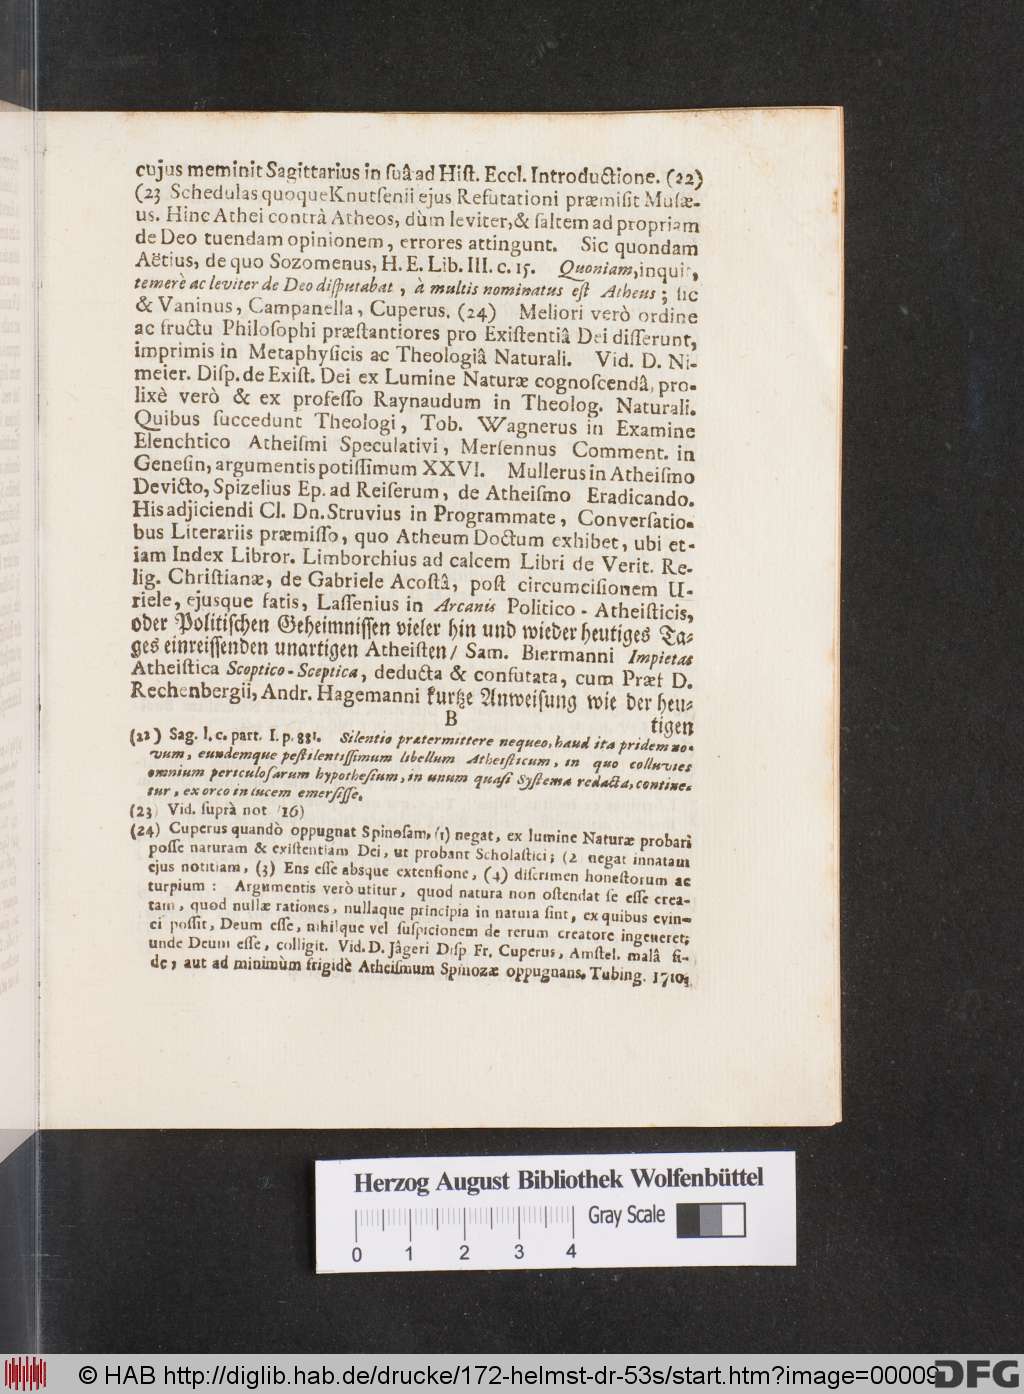 cujus meminit Sagittarius in ſuâ ad Hiſt. Eccl. Introductione. (22)
(23 Schedulas quoque Knutſenii ejus Refutationi præmiſit Muſæ-
us. Hinc Athei contrà Atheos, dùm leviter, & ſaltem ad propriam
de Deo tuendam opinionem, errores attingunt. Sic quondam
Aëtius, de quo Sozomenus, H. E. Lib. III. c. 15. Quoniam, inquit,
temerè ac leviter de Deo diſputabat, à multis nominatus eſt Atheus; ſic
& Vaninus, Campanella, Cuperus. (24) Meliori verò ordine
ac fructu Philoſophi præſtantiores pro Exiſtentiâ Dei diſſerunt,
imprimis in Metaphyſicis ac Theologiâ Naturali. Vid. D. Ni-
meier. Diſp. de Exiſt. Dei ex Lumine Naturæ cognoſcendâ, pro-
lixè verò & ex profeſſo Raynaudum in Theolog. Naturali.
Quibus ſuccedunt Theologi, Tob. Wagnerus in Examine
Elenchtico Atheiſmi Speculativi, Merſennus Comment. in
Geneſin, argumentis potiſſimum XXVI. Mullerus in Atheiſmo
Devicto, Spizelius Ep. ad Reiſerum, de Atheiſmo Eradicando.
His adjiciendi Cl. Dn. Struvius in Programmate, Converſatio-
bus Literariis præmiſſo, quo Atheum Doctum exhibet, ubi et-
iam Index Libror. Limborchius ad calcem Libri de Verit. Re-
lig. Chriſtianæ, de Gabriele Acoſtâ, poſt circumciſionem U-
riele, ejusque fatis, Laſſenius in Arcanis Politico - Atheiſticis,
oder Politiſchen Geheimniſſen vieler hin und wieder heutiges Ta-
ges einreiſſenden unartigen Atheiſten/ Sam. Biermanni Impietas
Atheiſtica Scoptico-Sceptica, deducta & confutata, cum Præf D.
Rechenbergii, Andr. Hagemanni kurtze Anweiſung wie der heu-
B tigen
(22) Sag. l. c. part. I. p. 881. Silentio prætermittere nequeo, haud ita pridem no-
vum, eundemque peſtilentiſſimum libellum Atheiſticum, in quo colluvies
omnium periculoſarum hypotheſium, in unum quaſi Syſtema redacta, contine-
tur, ex orco in lucem emerſiſſe.
(23) Vid. ſuprà not (16)
(24) Cuperus quandò oppugnat Spinoſam, (1) negat, ex lumine Naturæ probari
poſſe naturam & exiſtentiam Dei, ut probant Scholaſtici; (2 negat innatam
ejus notitiam, (3) Ens eſſe absque extenſione, (4) diſcrimen honeſtorum ac
turpium: Argumentis verò utitur, quod natura non oſtendat ſe eſſe crea-
tam, quod nullæ rationes, nullaque principia in natura ſint, ex quibus evin-
ci poſſit, Deum eſſe, nihilque vel ſuſpicionem de rerum creatore ingeneret;
unde Deum eſſe, colligit. Vid. D. Jâgeri Diſp Fr. Cuperus, Amſtel. malâ fi-
de, aut ad minimùm frigidè Atheiſmum Spinozæ oppugnans. Tubing. 1710.
Herzog August Bibliothek Wolfenbüttel
Gray Scale
0 1 2 3 4
© HAB http://diglib.hab.de/drucke/172-helmst-dr-53s/start.htm?image=00009
DFG